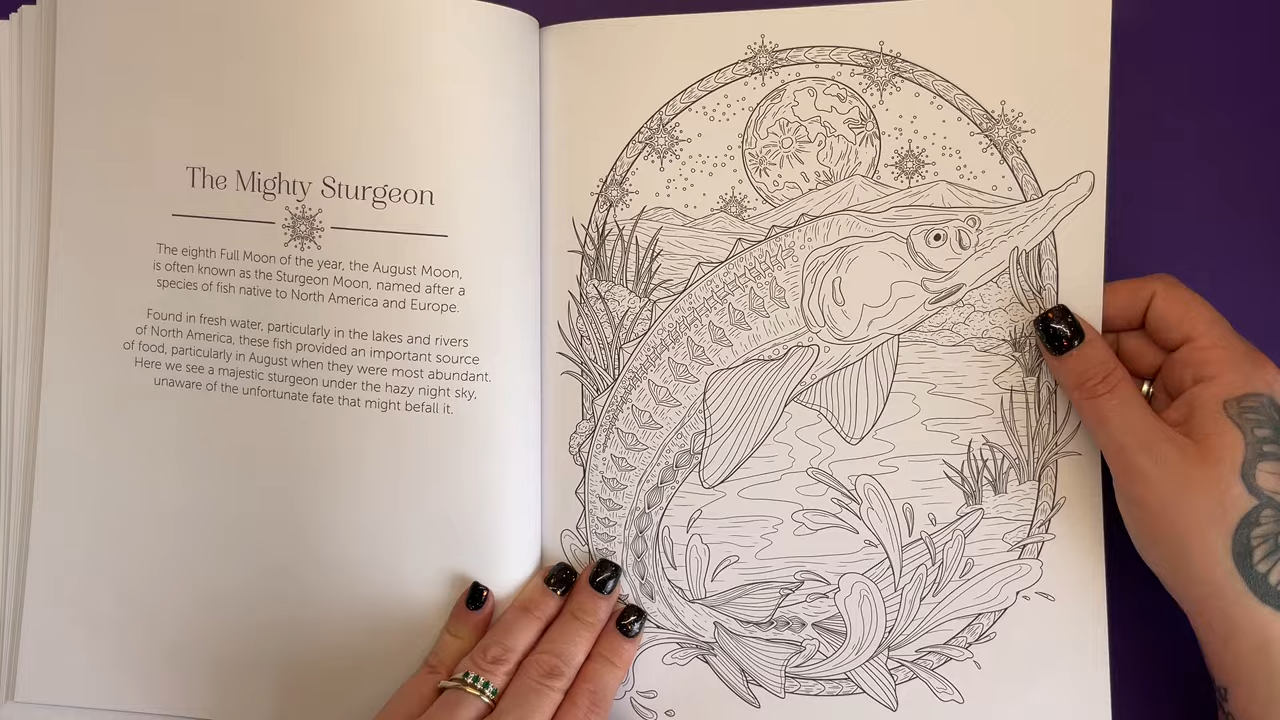 The Mighty Sturgeon
The eighth Full Moon of the year, the August Moon,
is often known as the Sturgeon Moon, named after a
species of fish native to North America and Europe.
Found in fresh water, particularly in the lakes and rivers
of North America, these fish provided an important source
of food, particularly in August when they were most abundant.
Here we see a majestic sturgeon under the hazy night sky,
unaware of the unfortunate fate that might befall it.